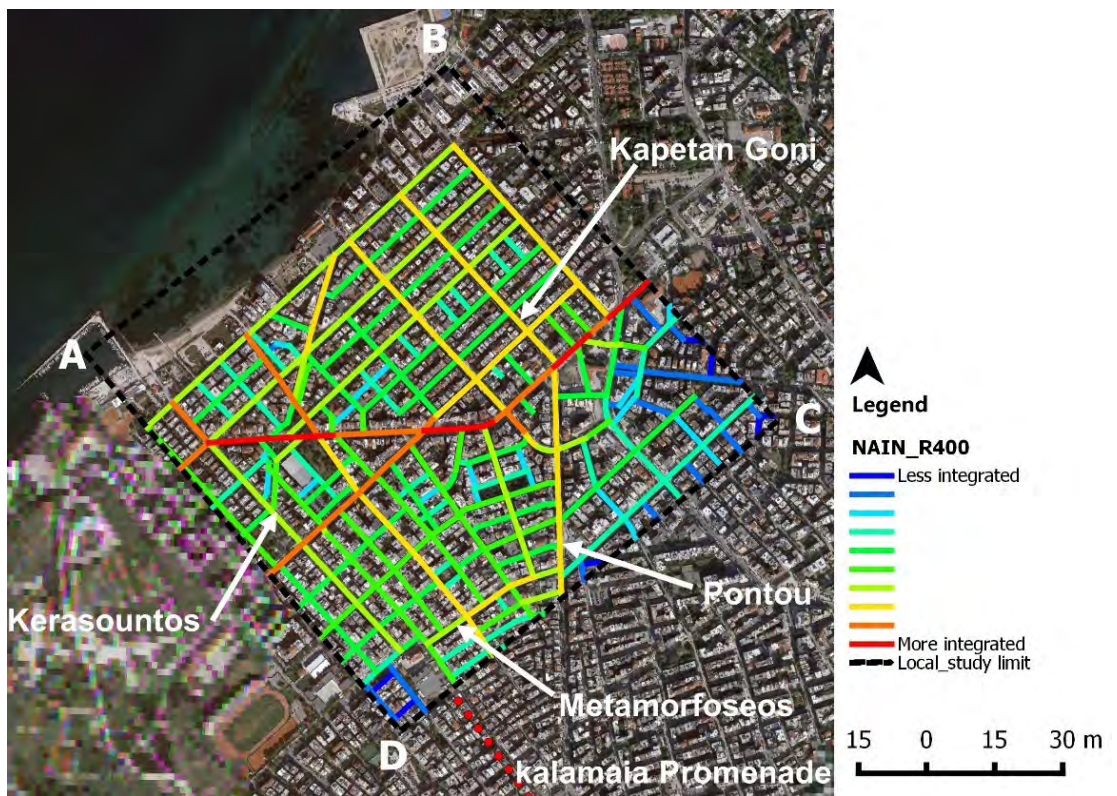 B
Kapetan Goni
A
C
Kerasountos
Pontou
Metamorfoseos
D
kalamaia Promenade
Legend
NAIN_R400
Less integrated
More integrated
Local_study limit
15 0 15 30 m